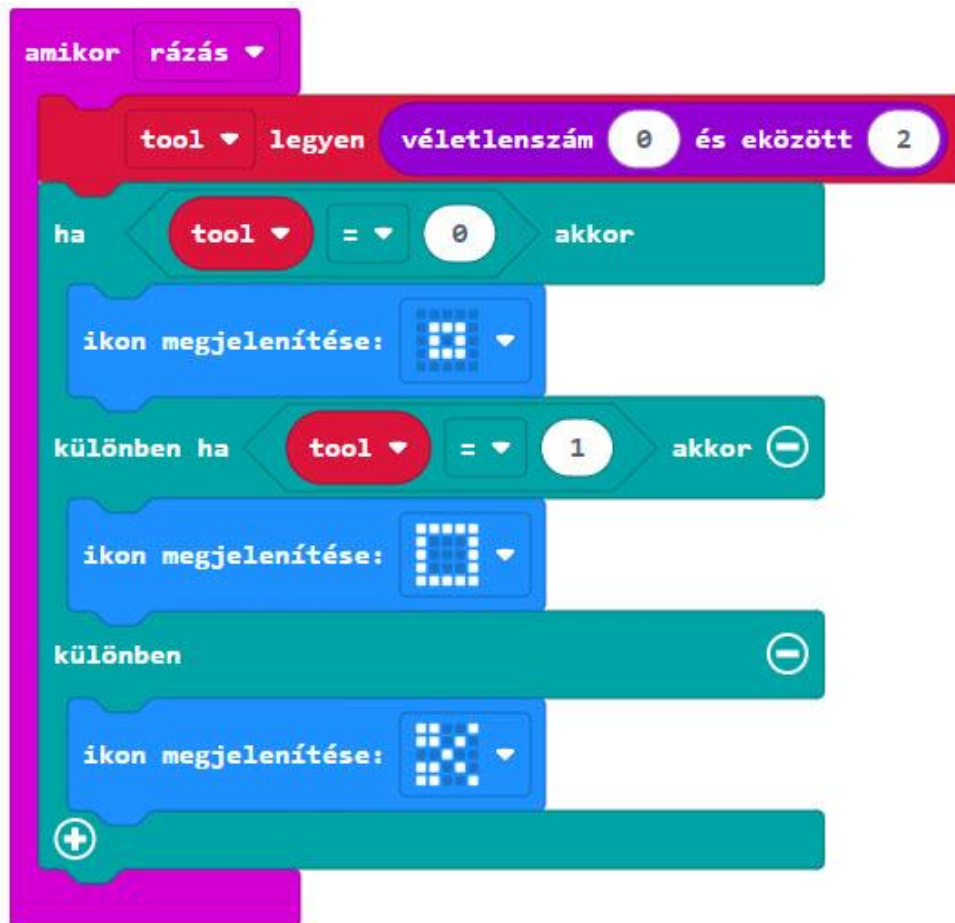 amikor rázás
tool legyen véletlenszám 0 és eközött 2
ha tool = 0 akkor
ikon megjelenítése:
különben ha tool = 1 akkor
ikon megjelenítése:
különben
ikon megjelenítése: